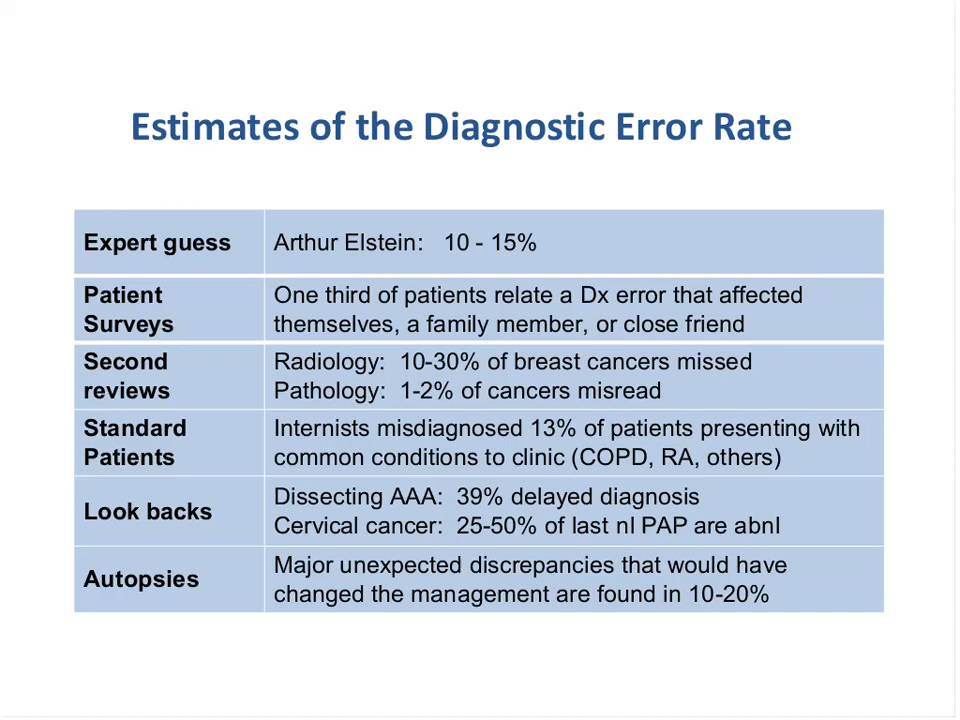 Estimates of the Diagnostic Error Rate
Expert guess
Arthur Elstein: 10 - 15%
Patient
Surveys
One third of patients relate a Dx error that affected
themselves, a family member, or close friend
Second
reviews
Radiology: 10-30% of breast cancers missed
Pathology: 1-2% of cancers misread
Standard
Patients
Internists misdiagnosed 13% of patients presenting with
common conditions to clinic (COPD, RA, others)
Look backs
Dissecting AAA: 39% delayed diagnosis
Cervical cancer: 25-50% of last nl PAP are abnl
Autopsies
Major unexpected discrepancies that would have
changed the management are found in 10-20%